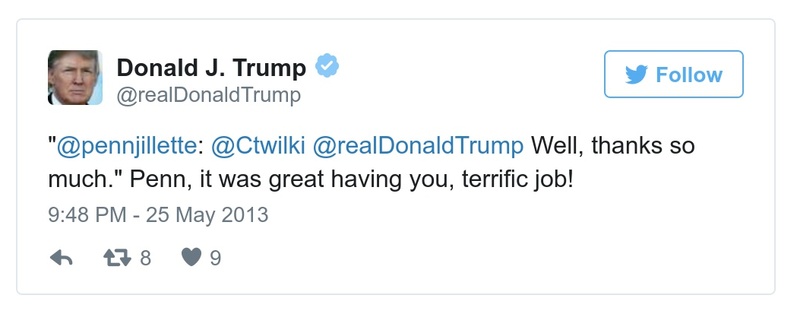 Donald J. Trump
@realDonaldTrump
Follow
"@pennjillette: @Ctwilki @realDonaldTrump Well, thanks so
much." Penn, it was great having you, terrific job!
9:48 PM - 25 May 2013
8 9